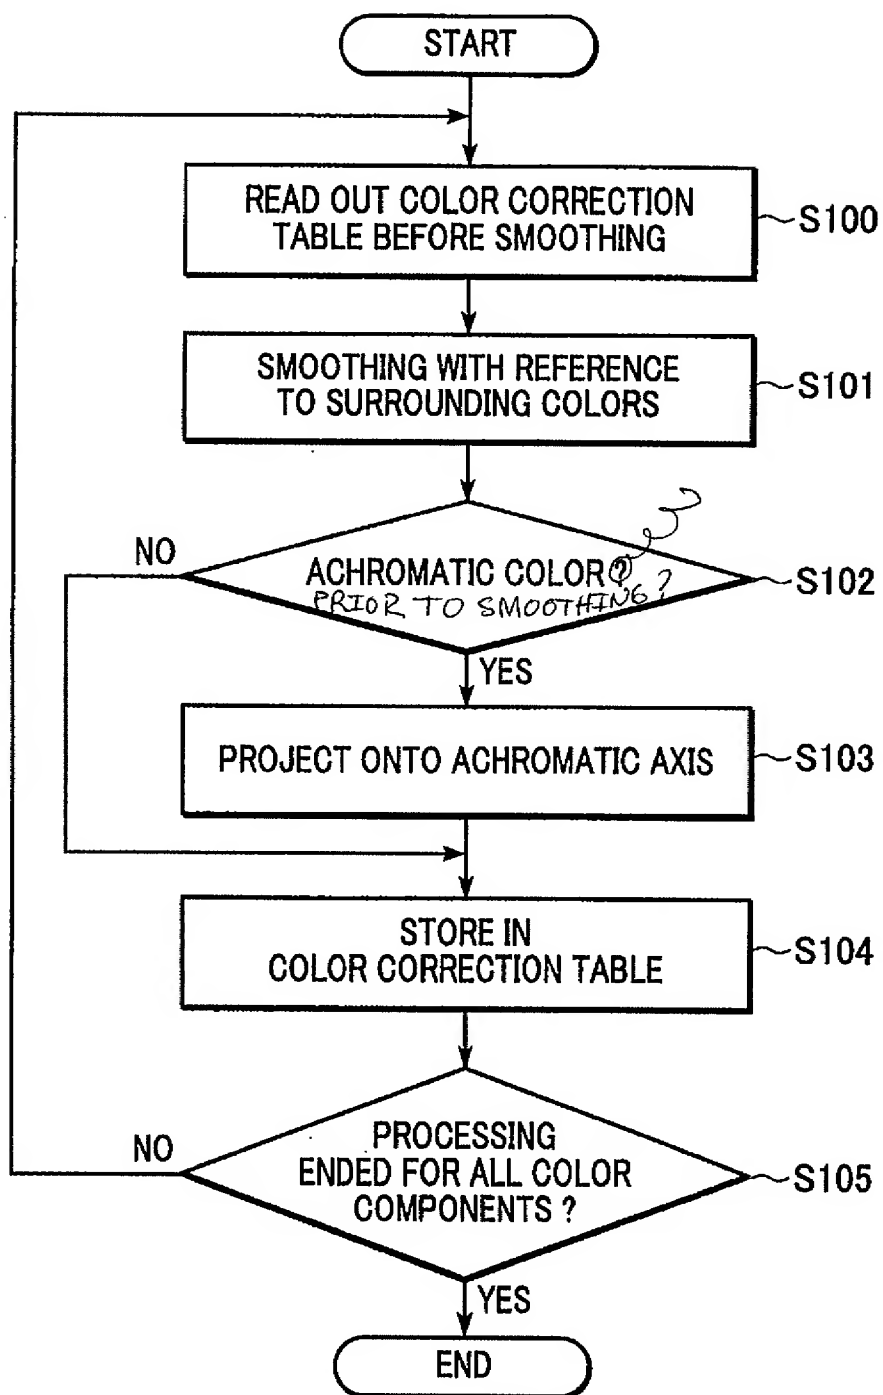 START
READ OUT COLOR CORRECTION
TABLE BEFORE SMOOTHING
S100
SMOOTHING WITH REFERENCE
TO SURROUNDING COLORS
S101
NO
ACHROMATIC COLOR?
PRIOR TO SMOOTHING?
S102
YES
PROJECT ONTO ACHROMATIC AXIS
S103
STORE IN
COLOR CORRECTION TABLE
S104
NO
PROCESSING
ENDED FOR ALL COLOR
COMPONENTS ?
S105
YES
END